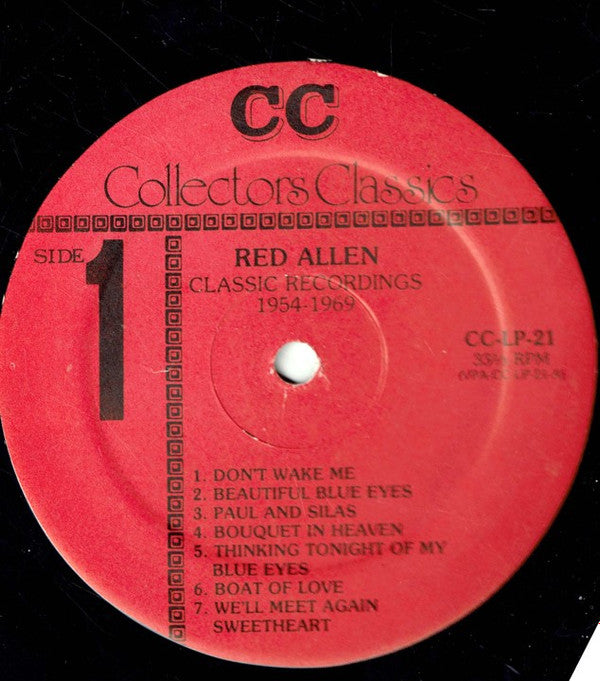 CC
Collectors Classics
SIDE 1
RED ALLEN
CLASSIC RECORDINGS
1954-1969
CC-LP-21
33⅓ RPM
1. DON'T WAKE ME
2. BEAUTIFUL BLUE EYES
3. PAUL AND SILAS
4. BOUQUET IN HEAVEN
5. THINKING TONIGHT OF MY
BLUE EYES
6. BOAT OF LOVE
7. WE'LL MEET AGAIN
SWEETHEART